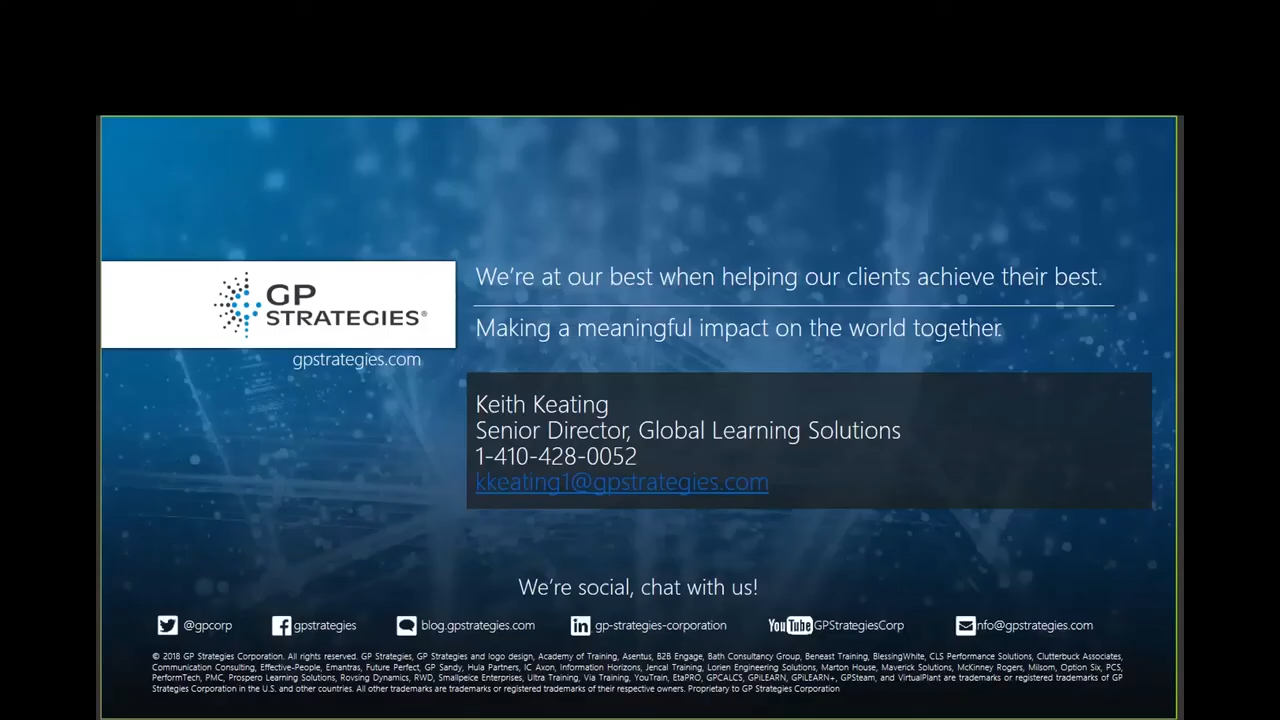 We're at our best when helping our clients achieve their best.
GP
STRATEGIES®
Making a meaningful impact on the world together.
gpstrategies.com
Keith Keating
Senior Director, Global Learning Solutions
1-410-428-0052
kkeating1@gpstrategies.com
We're social, chat with us!
@gpcorp gpstrategies blog.gpstrategies.com in gp-strategies-corporation YouTube GPStrategiesCorp nfo@gpstrategies.com
© 2018 GP Strategies Corporation. All rights reserved. GP Strategies, GP Strategies and logo design, Academy of Training, Asentus, B2B Engage, Bath Consultancy Group, Beneast Training, BlessingWhite, CLS Performance Solutions, Clutterbuck Associates,
Communication Consulting, Effective-People, Emantras, Future Perfect, GP Sandy, Hula Partners, IC Axon, Information Horizons, Jencal Training, Lorien Engineering Solutions, Marton House, Maverick Solutions, McKinney Rogers, Milsom, Option Six, PCS,
PerformTech, PMC, Prospero Learning Solutions, Rovsing Dynamics, RWD, Smallpeice Enterprises, Ultra Training, Via Training, YouTrain, EtaPRO, GPCALCS, GPiLEARN, GPiLEARN+, GPSteam, and VirtualPlant are trademarks or registered trademarks of GP
Strategies Corporation in the U.S. and other countries. All other trademarks are trademarks or registered trademarks of their respective owners. Proprietary to GP Strategies Corporation